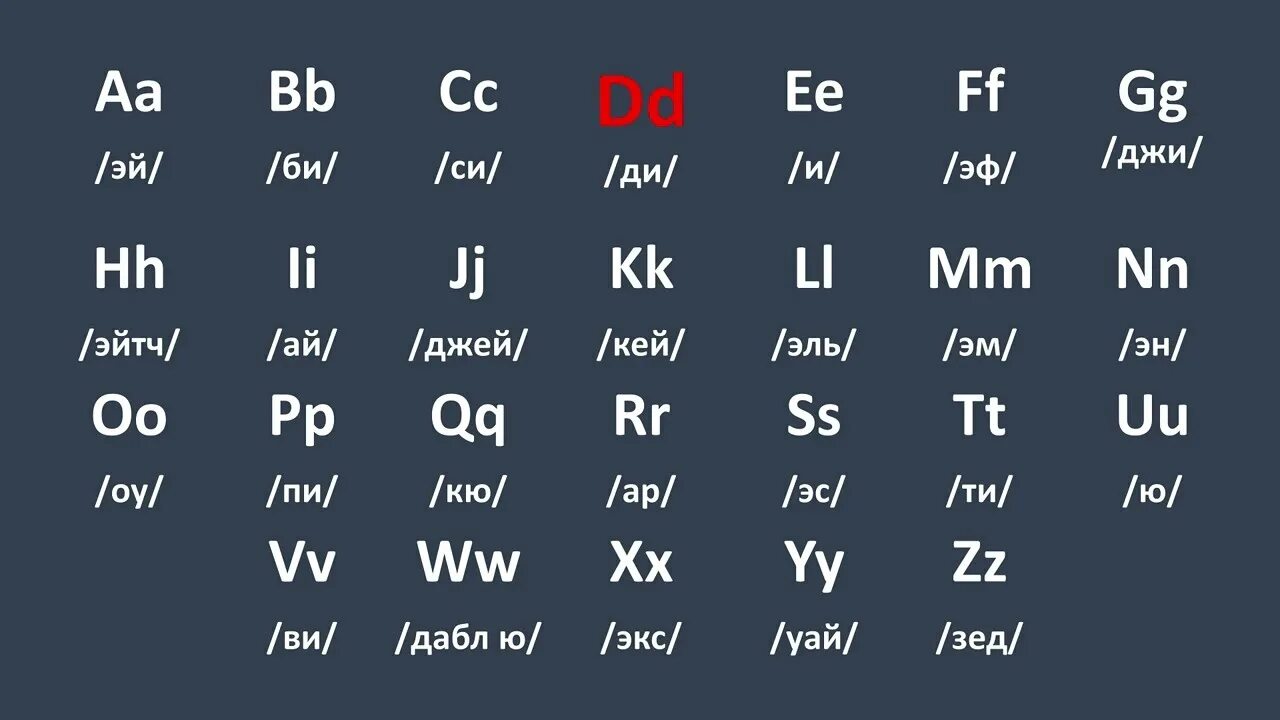 Aa Bb Cc Dd Ee Ff Gg
/эй/ /би/ /си/ /ди/ /и/ /эф/ /джи/
Hh Ii Jj Kk Ll Mm Nn
/эйтч/ /ай/ /джей/ /кей/ /эль/ /эм/ /эн/
Oo Pp Qq Rr Ss Tt Uu
/оу/ /пи/ /кю/ /ар/ /эс/ /ти/ /ю/
Vv Ww Xx Yy Zz
/ви/ /дабл ю/ /экс/ /уай/ /зед/